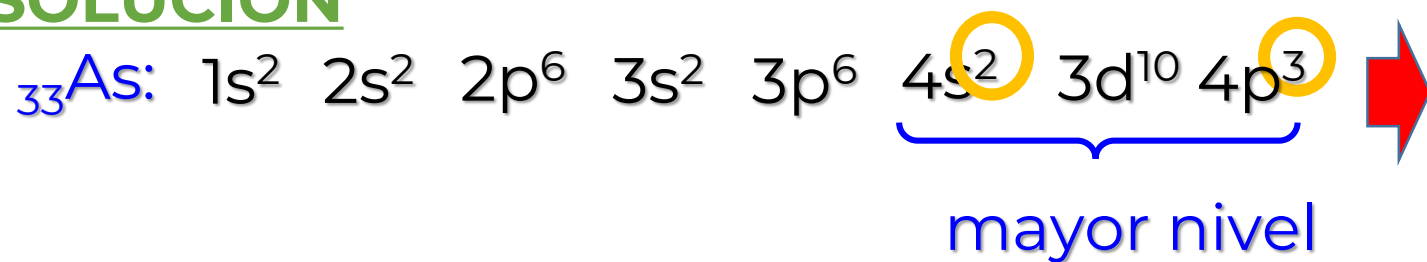 SOLUCIÓN
₃₃As: 1s² 2s² 2p⁶ 3s² 3p⁶ 4s² 3d¹⁰ 4p³
mayor nivel